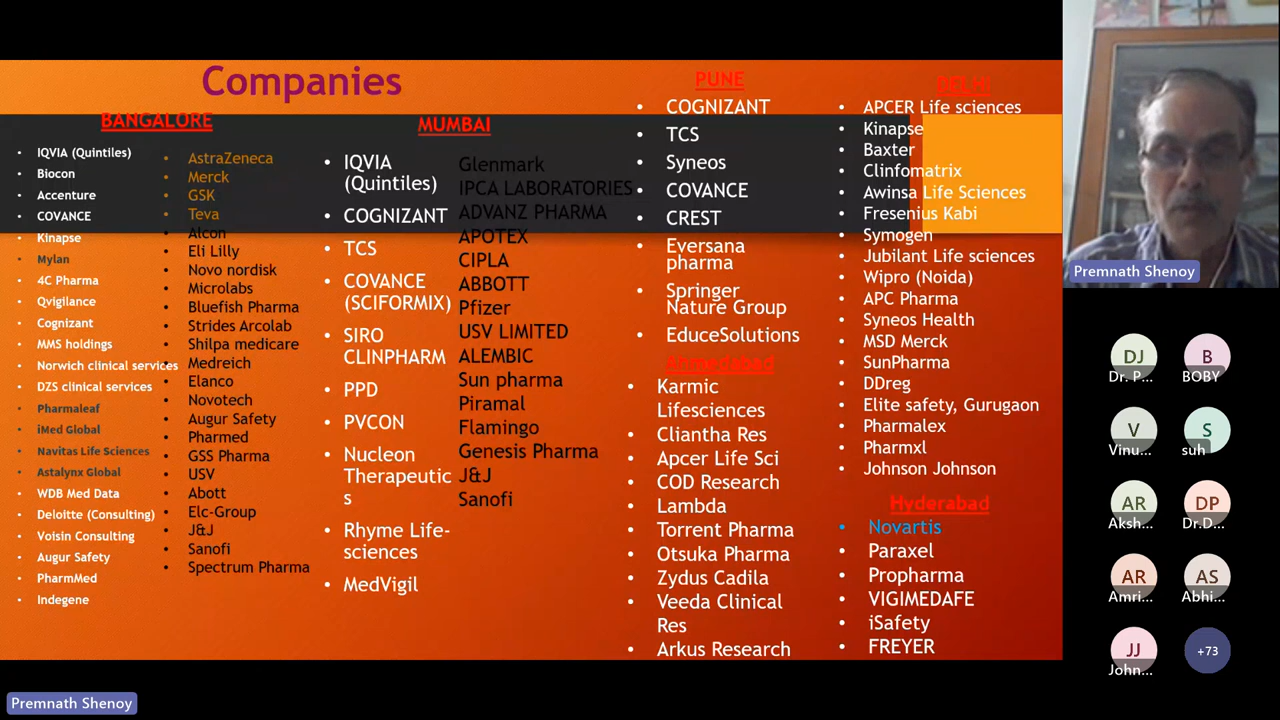 Companies
BANGALORE
IQVIA (Quintiles)
Biocon
Accenture
COVANCE
Kinapse
Mylan
4C Pharma
Qvigilance
Cognizant
MMS holdings
Norwich clinical services
DZS clinical services
Pharmaleaf
iMed Global
Navitas Life Sciences
Astalynx Global
WDB Med Data
Deloitte (Consulting)
Voisin Consulting
Augur Safety
PharmMed
Indegene
AstraZeneca
Merck
GSK
Teva
Alcon
Eli Lilly
Novo nordisk
Microlabs
Bluefish Pharma
Strides Arcolab
Shilpa medicare
Medreich
Elanco
Novotech
Augur Safety
Pharmed
GSS Pharma
USV
Abott
Elc-Group
J&J
Sanofi
Spectrum Pharma
MUMBAI
IQVIA
(Quintiles)
COGNIZANT
TCS
COVANCE
(SCIFORMIX)
SIRO
CLINPHARM
PPD
PVCON
Nucleon
Therapeutic
s
Rhyme Life-
sciences
MedVigil
Glenmark
IPCA LABORATORIES
ADVANZ PHARMA
APOTEX
CIPLA
ABBOTT
Pfizer
USV LIMITED
ALEMBIC
Sun pharma
Piramal
Flamingo
Genesis Pharma
J&J
Sanofi
PUNE
COGNIZANT
TCS
Syneos
COVANCE
CREST
Eversana
pharma
Springer
Nature Group
EduceSolutions
Ahmedabad
Karmic
Lifesciences
Cliantha Res
Apcer Life Sci
COD Research
Lambda
Torrent Pharma
Otsuka Pharma
Zydus Cadila
Veeda Clinical
Res
Arkus Research
DELHI
APCER Life sciences
Kinapse
Baxter
Clinfomatrix
Awinsa Life Sciences
Fresenius Kabi
Symogen
Jubilant Life sciences
Wipro (Noida)
APC Pharma
Syneos Health
MSD Merck
SunPharma
DDreg
Elite safety, Gurugaon
Pharmalex
Pharmxl
Johnson Johnson
Hyderabad
Novartis
Paraxel
Propharma
VIGIMEDAFE
iSafety
FREYER
Premnath Shenoy
DJ
Dr. P...
B
BOBY
V
Vinu...
S
suh
AR
Aksh...
DP
Dr.D...
AR
Amri...
AS
Abhi...
JJ
John...
+73
Premnath Shenoy